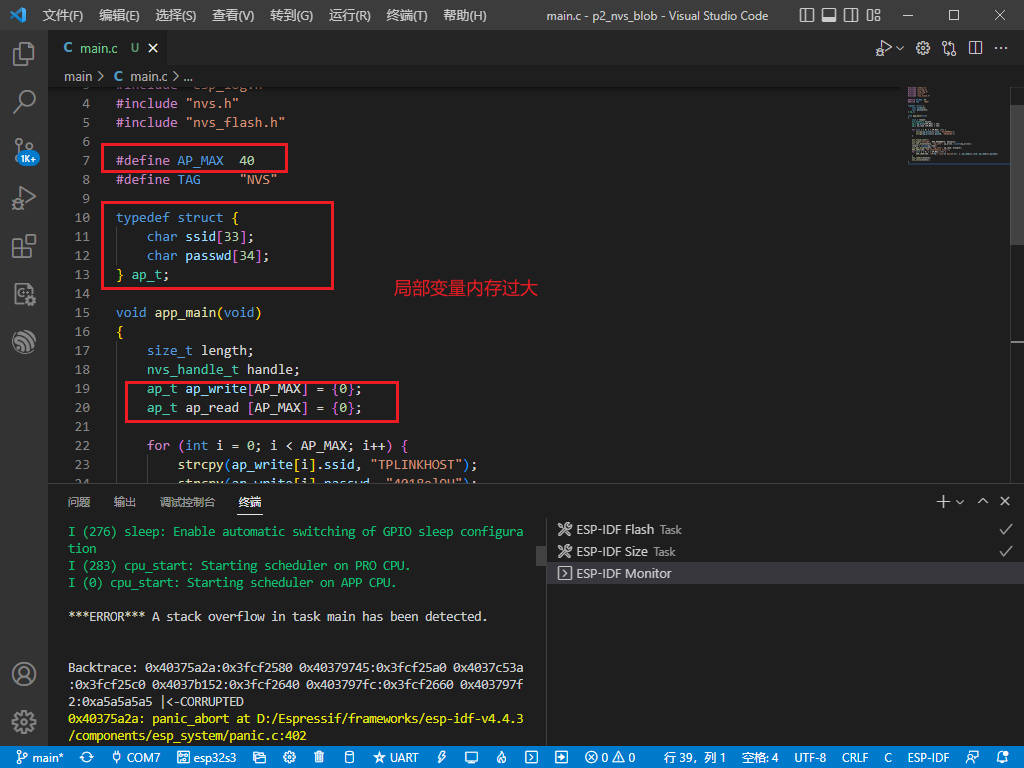 文件(F) 编辑(E) 选择(S) 查看(V) 转到(G) 运行(R) 终端(T) 帮助(H) main.c - p2_nvs_blob - Visual Studio Code
C main.c U
main > C main.c > ...
4 #include "nvs.h"
5 #include "nvs_flash.h"
6
7 #define AP_MAX 40
8 #define TAG "NVS"
9
10 typedef struct {
11 char ssid[33];
12 char passwd[34];
13 } ap_t;
14
局部变量内存过大
15 void app_main(void)
16 {
17 size_t length;
18 nvs_handle_t handle;
19 ap_t ap_write[AP_MAX] = {0};
20 ap_t ap_read [AP_MAX] = {0};
21
22 for (int i = 0; i < AP_MAX; i++) {
23 strcpy(ap_write[i].ssid, "TPLINKHOST");
1K+
问题 输出 调试控制台 终端
I (276) sleep: Enable automatic switching of GPIO sleep configura
tion
I (283) cpu_start: Starting scheduler on PRO CPU.
I (0) cpu_start: Starting scheduler on APP CPU.
***ERROR*** A stack overflow in task main has been detected.
Backtrace: 0x40375a2a:0x3fcf2580 0x40379745:0x3fcf25a0 0x4037c53a
:0x3fcf25c0 0x4037b152:0x3fcf2640 0x403797fc:0x3fcf2660 0x403797f
2:0xa5a5a5a5 |<-CORRUPTED
0x40375a2a: panic_abort at D:/Espressif/frameworks/esp-idf-v4.4.3
/components/esp_system/panic.c:402
ESP-IDF Flash Task
ESP-IDF Size Task
ESP-IDF Monitor
main* COM7 esp32s3 UART 0 0 行 39，列 1 空格: 4 UTF-8 CRLF C ESP-IDF